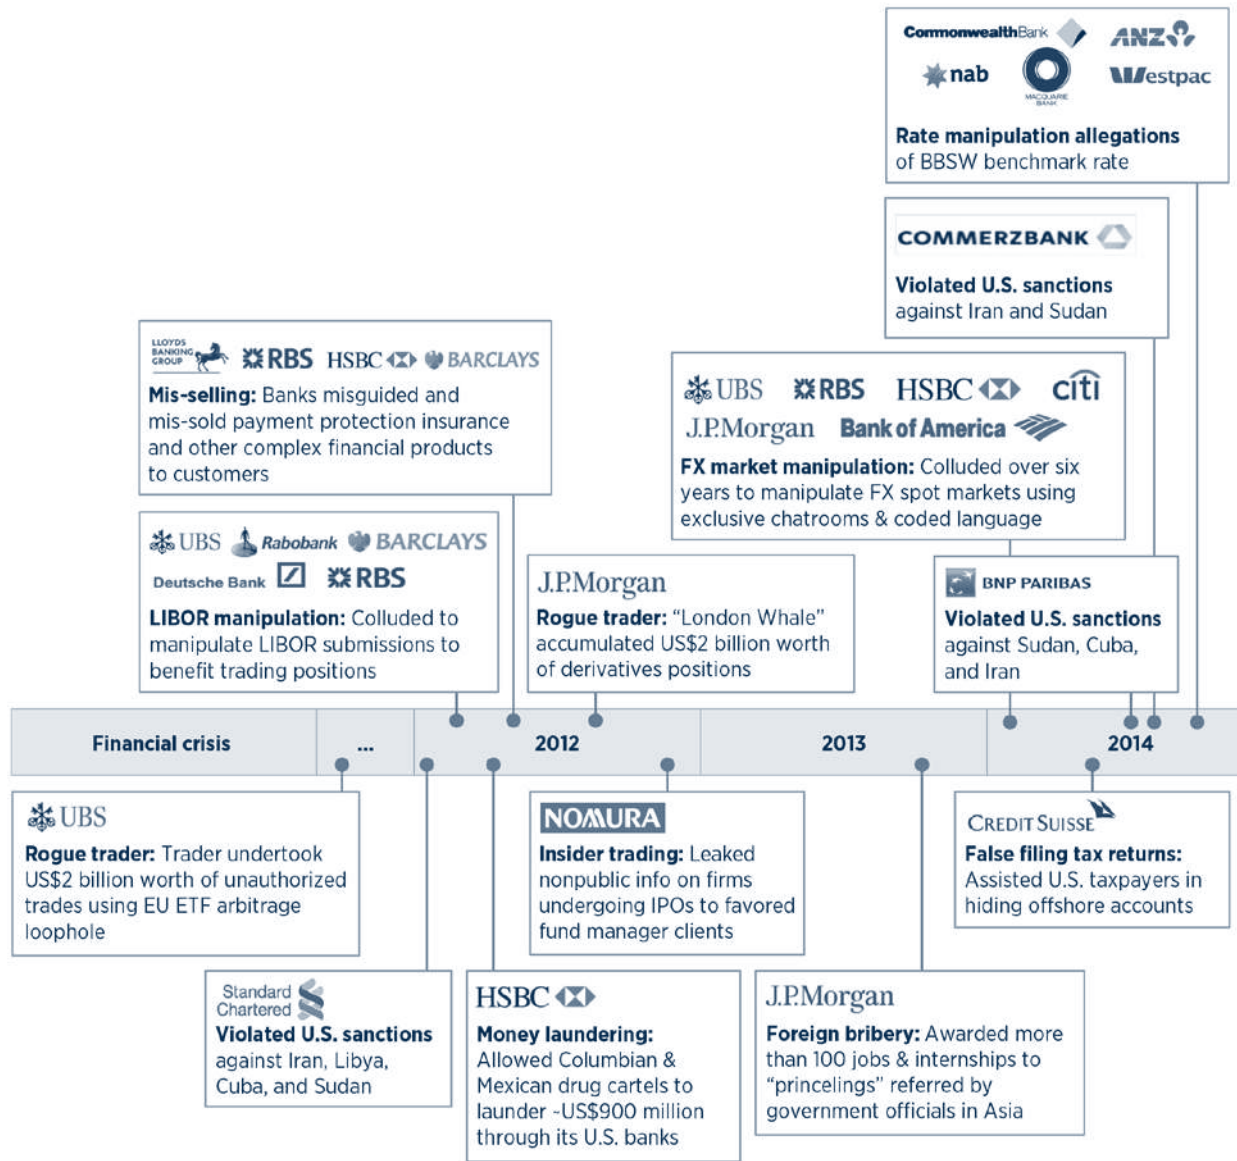 CommonwealthBank
ANZ
nab
MACQUARIE
BANK
Westpac
Rate manipulation allegations
of BBSW benchmark rate
COMMERZBANK
Violated U.S. sanctions
against Iran and Sudan
LLOYDS
BANKING
GROUP
RBS
HSBC
BARCLAYS
Mis-selling: Banks misguided and
mis-sold payment protection insurance
and other complex financial products
to customers
UBS
RBS
HSBC
citi
J.P.Morgan
Bank of America
FX market manipulation: Colluded over six
years to manipulate FX spot markets using
exclusive chatrooms & coded language
UBS
Rabobank
BARCLAYS
Deutsche Bank
RBS
LIBOR manipulation: Colluded to
manipulate LIBOR submissions to
benefit trading positions
J.P.Morgan
Rogue trader: “London Whale”
accumulated US$2 billion worth
of derivatives positions
BNP PARIBAS
Violated U.S. sanctions
against Sudan, Cuba,
and Iran
Financial crisis
...
2012
2013
2014
UBS
Rogue trader: Trader undertook
US$2 billion worth of unauthorized
trades using EU ETF arbitrage
loophole
NOMURA
Insider trading: Leaked
nonpublic info on firms
undergoing IPOs to favored
fund manager clients
CREDIT SUISSE
False filing tax returns:
Assisted U.S. taxpayers in
hiding offshore accounts
Standard
Chartered
Violated U.S. sanctions
against Iran, Libya,
Cuba, and Sudan
HSBC
Money laundering:
Allowed Columbian &
Mexican drug cartels to
launder ~US$900 million
through its U.S. banks
J.P.Morgan
Foreign bribery: Awarded more
than 100 jobs & internships to
“princelings” referred by
government officials in Asia